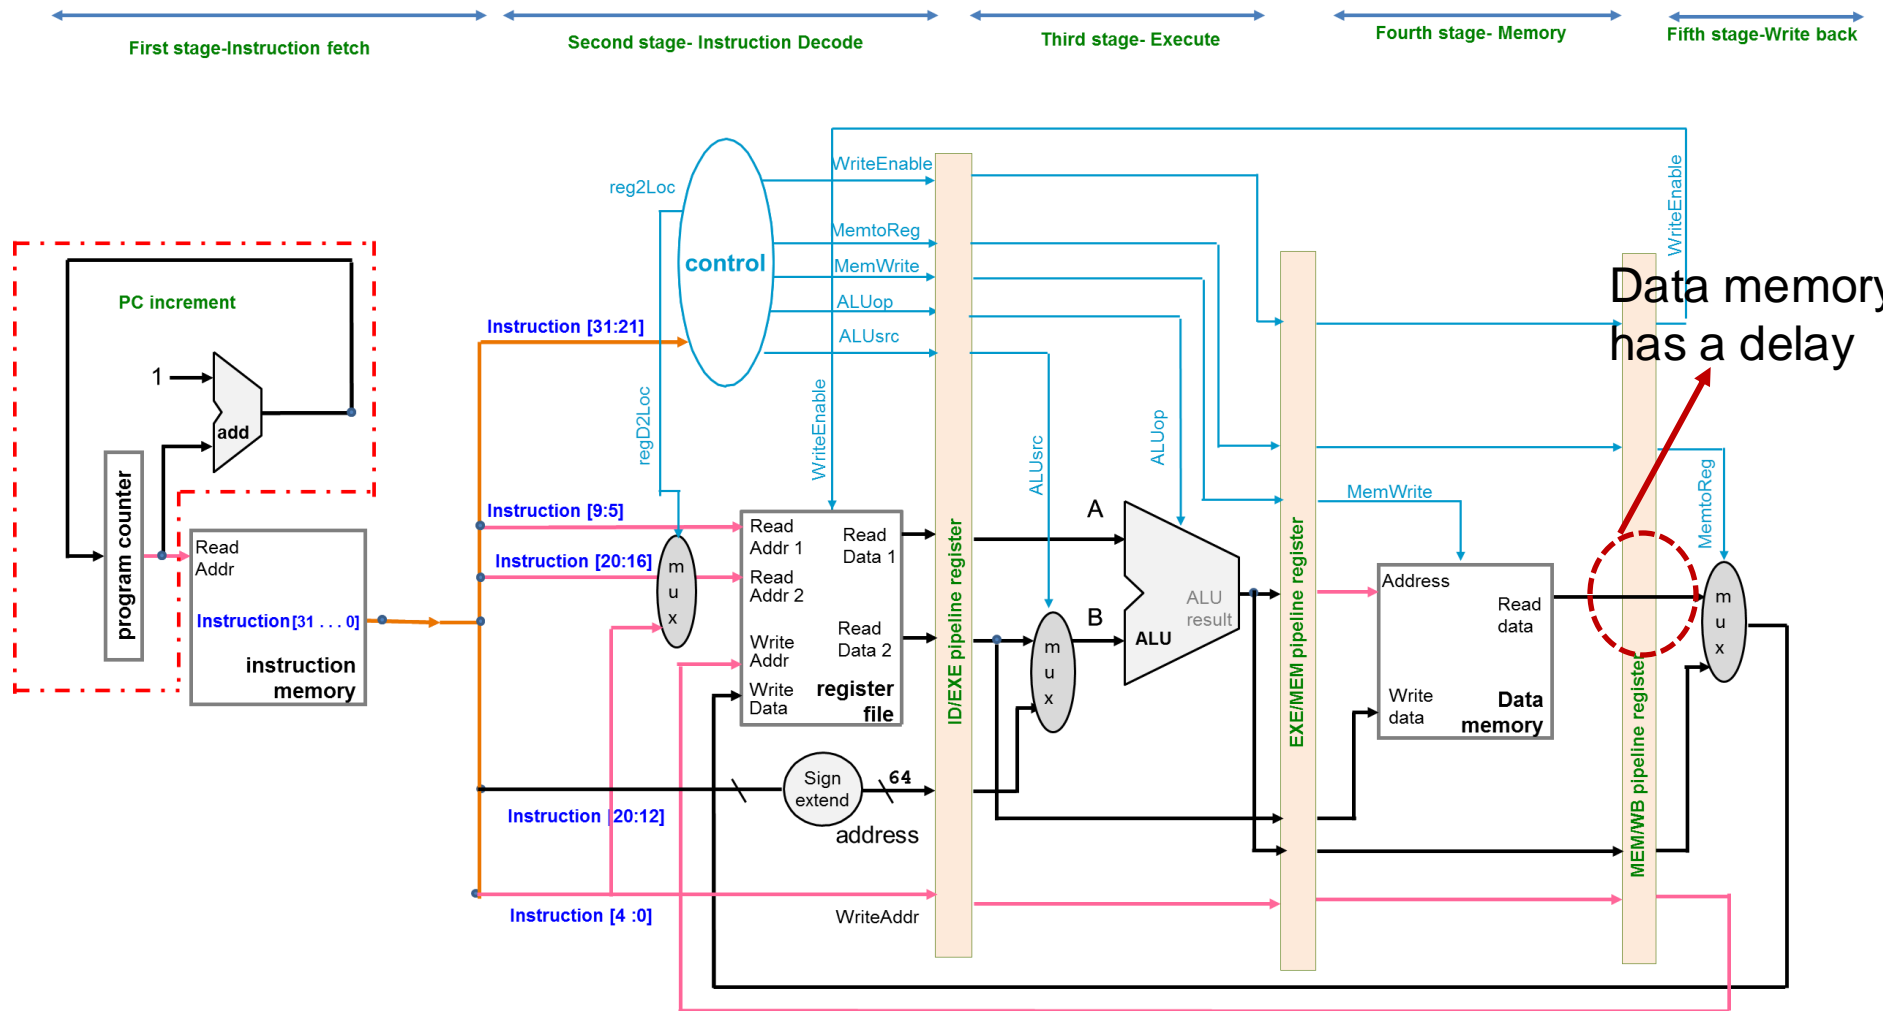 First stage-Instruction fetch
Second stage- Instruction Decode
Third stage- Execute
Fourth stage- Memory
Fifth stage-Write back
PC increment
1
add
program counter
Read
Addr
Instruction[31 . . . 0]
instruction
memory
reg2Loc
control
WriteEnable
MemtoReg
MemWrite
ALUop
ALUsrc
Instruction [31:21]
regD2Loc
WriteEnable
Instruction [9:5]
Instruction [20:16]
m
u
x
Read
Addr 1
Read
Addr 2
Write
Addr
Write
Data
Read
Data 1
Read
Data 2
register
file
Sign
extend
64
address
Instruction [20:12]
Instruction [4 :0]
WriteAddr
ID/EXE pipeline register
ALUsrc
ALUop
A
B
m
u
x
ALU
ALU
result
EXE/MEM pipeline register
MemWrite
Address
Read
data
Write
data
Data
memory
MEM/WB pipeline register
WriteEnable
Data memory
has a delay
MemtoReg
m
u
x